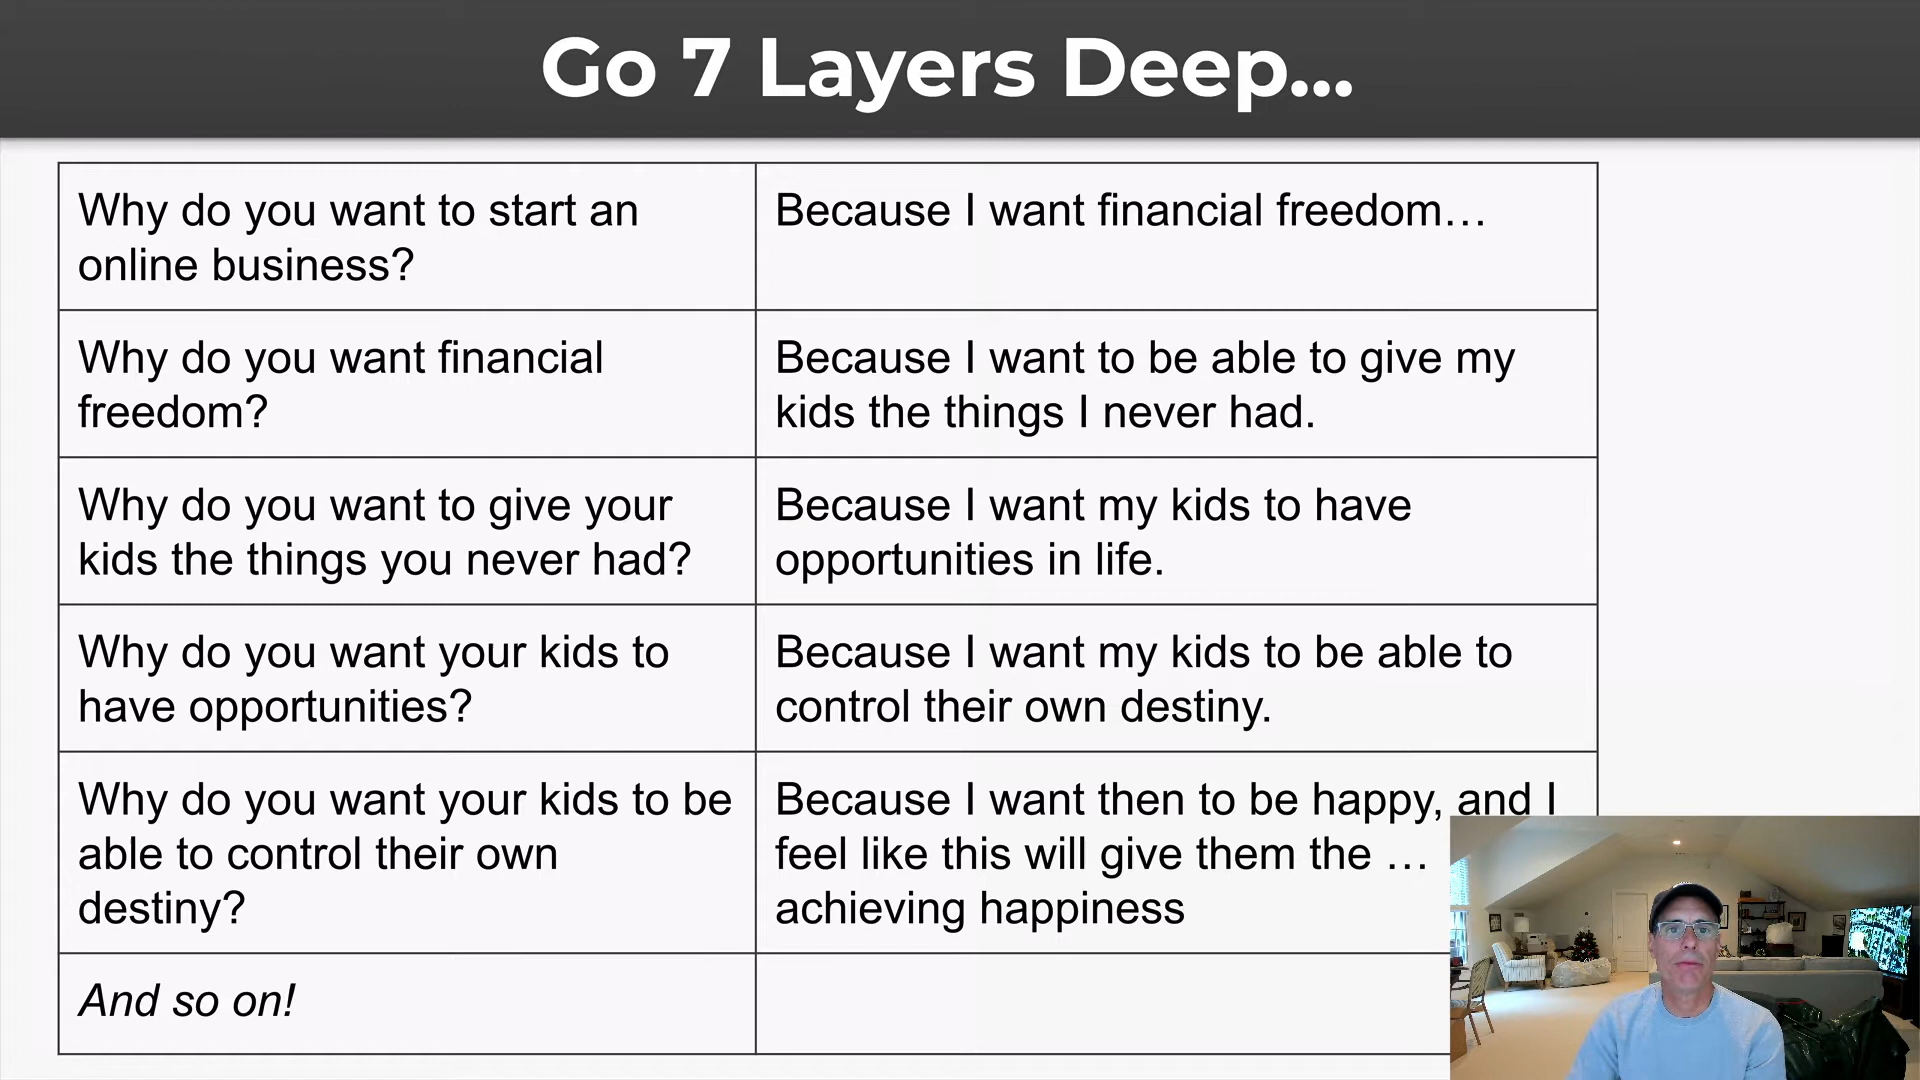 Go 7 Layers Deep...
Why do you want to start an
online business?
Because I want financial freedom…
Why do you want financial
freedom?
Because I want to be able to give my
kids the things I never had.
Why do you want to give your
kids the things you never had?
Because I want my kids to have
opportunities in life.
Why do you want your kids to
have opportunities?
Because I want my kids to be able to
control their own destiny.
Why do you want your kids to be
able to control their own
destiny?
Because I want then to be happy, and I
feel like this will give them the …
achieving happiness
And so on!